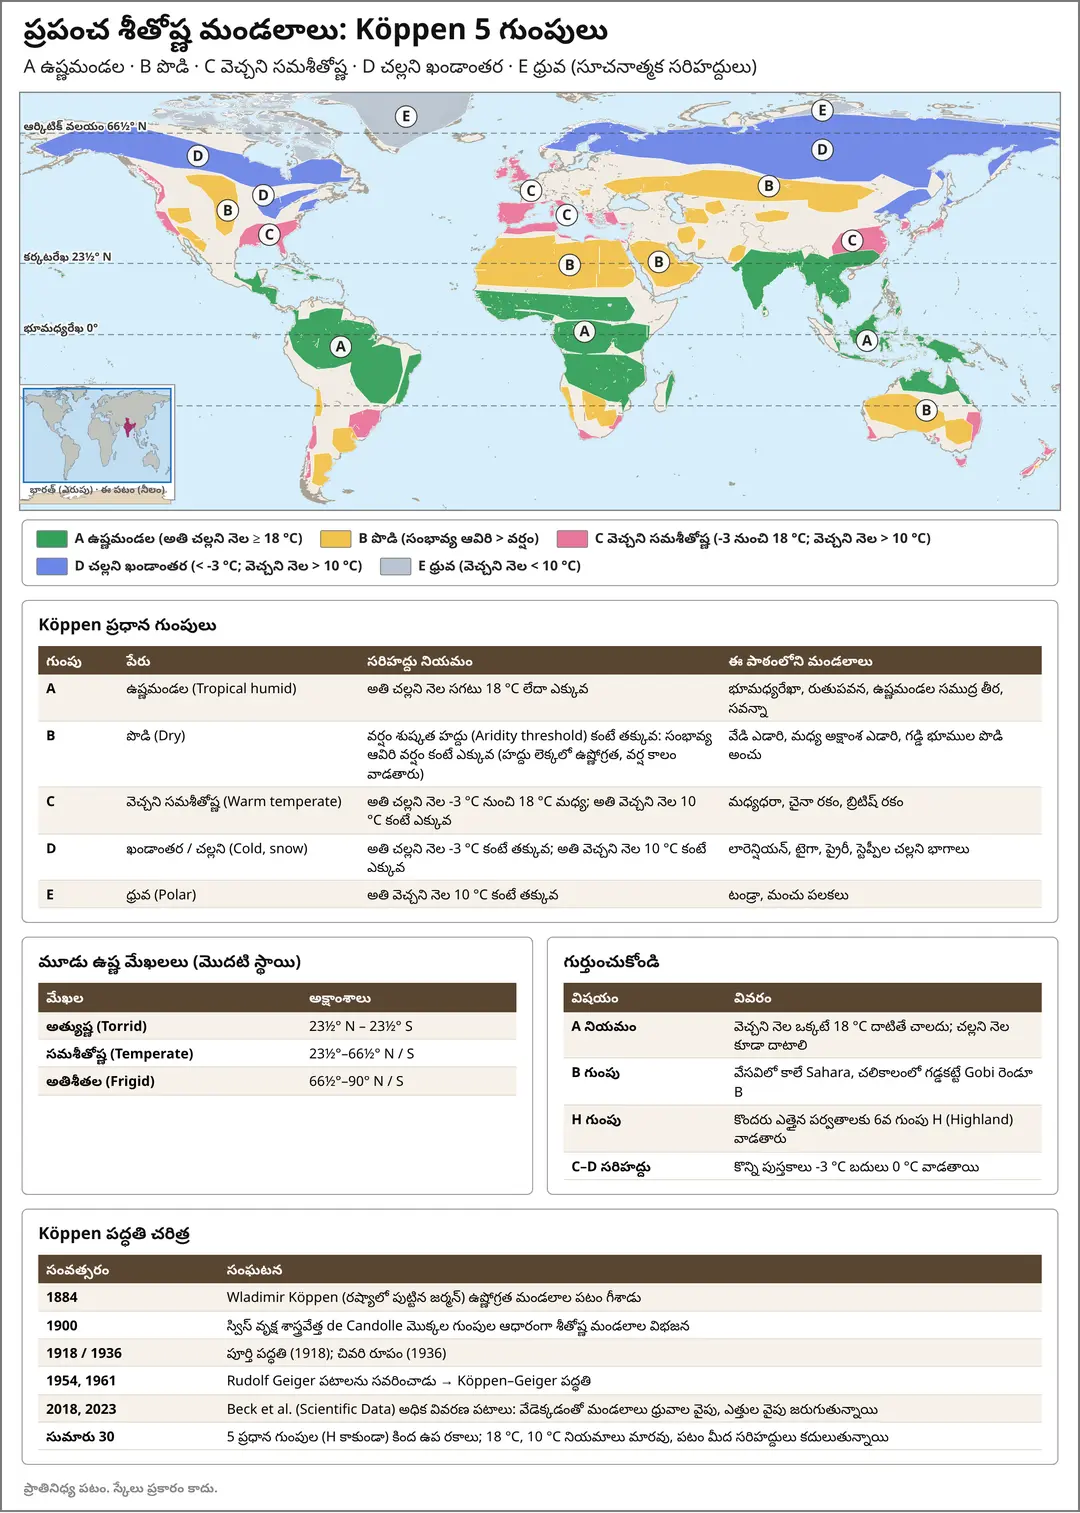 ప్రపంచ శీతోష్ణ మండలాలు: Köppen 5 గుంపులు
A ఉష్ణమండల · B పొడి · C వెచ్చని సమశీతోష్ణ · D చల్లని ఖండాంతర · E ధ్రువ (సూచనాత్మక సరిహద్దులు)
E
E
ఆర్కిటిక్ వలయం 66½° N
D
D
D
B
B
C
C
C
B
C
కర్కటరేఖ 23½° N
B
B
భూమధ్యరేఖ 0°
A
A
A
B
భారత్ (ఎరుపు) · ఈ పటం (నీలం).
A ఉష్ణమండల (అతి చల్లని నెల ≥ 18 °C)
B పొడి (సంభావ్య ఆవిరి > వర్షం)
C వెచ్చని సమశీతోష్ణ (-3 నుంచి 18 °C; వెచ్చని నెల > 10 °C)
D చల్లని ఖండాంతర (< -3 °C; వెచ్చని నెల > 10 °C)
E ధ్రువ (వెచ్చని నెల < 10 °C)
Köppen ప్రధాన గుంపులు
గుంపు పేరు సరిహద్దు నియమం ఈ పాఠంలోని మండలాలు
A ఉష్ణమండల (Tropical humid) అతి చల్లని నెల సగటు 18 °C లేదా ఎక్కువ భూమధ్యరేఖా, రుతుపవన, ఉష్ణమండల సముద్ర తీర,
సవన్నా
B పొడి (Dry) వర్షం శుష్కత హద్దు (Aridity threshold) కంటే తక్కువ: సంభావ్య వేడి ఎడారి, మధ్య అక్షాంశ ఎడారి, గడ్డి భూముల పొడి
ఆవిరి వర్షం కంటే ఎక్కువ (హద్దు లెక్కలో ఉష్ణోగ్రత, వర్ష కాలం అంచు
వాడతారు)
C వెచ్చని సమశీతోష్ణ (Warm temperate) అతి చల్లని నెల -3 °C నుంచి 18 °C మధ్య; అతి వెచ్చని నెల 10 మధ్యధరా, చైనా రకం, బ్రిటిష్ రకం
°C కంటే ఎక్కువ
D ఖండాంతర / చల్లని (Cold, snow) అతి చల్లని నెల -3 °C కంటే తక్కువ; అతి వెచ్చని నెల 10 °C కంటే లారెన్షియన్, టైగా, ప్రైరీ, స్టెప్పీల చల్లని భాగాలు
ఎక్కువ
E ధ్రువ (Polar) అతి వెచ్చని నెల 10 °C కంటే తక్కువ టండ్రా, మంచు పలకలు
మూడు ఉష్ణ మేఖలలు (మొదటి స్థాయి)
మేఖల అక్షాంశాలు
అత్యుష్ణ (Torrid) 23½° N – 23½° S
సమశీతోష్ణ (Temperate) 23½°–66½° N / S
అతిశీతల (Frigid) 66½°–90° N / S
గుర్తుంచుకోండి
విషయం వివరం
A నియమం వెచ్చని నెల ఒక్కటే 18 °C దాటితే చాలదు; చల్లని నెల
కూడా దాటాలి
B గుంపు వేసవిలో కాలే Sahara, చలికాలంలో గడ్డకట్టే Gobi రెండూ
B
H గుంపు కొందరు ఎత్తైన పర్వతాలకు 6వ గుంపు H (Highland)
వాడతారు
C–D సరిహద్దు కొన్ని పుస్తకాలు -3 °C బదులు 0 °C వాడతాయి
Köppen పద్ధతి చరిత్ర
సంవత్సరం సంఘటన
1884 Wladimir Köppen (రష్యాలో పుట్టిన జర్మన్) ఉష్ణోగ్రత మండలాల పటం గీశాడు
1900 స్విస్ వృక్ష శాస్త్రవేత్త de Candolle మొక్కల గుంపుల ఆధారంగా శీతోష్ణ మండలాల విభజన
1918 / 1936 పూర్తి పద్ధతి (1918); చివరి రూపం (1936)
1954, 1961 Rudolf Geiger పటాలను సవరించాడు → Köppen–Geiger పద్ధతి
2018, 2023 Beck et al. (Scientific Data) అధిక వివరణ పటాలు: వేడెక్కడంతో మండలాలు ధ్రువాల వైపు, ఎత్తుల వైపు జరుగుతున్నాయి
సుమారు 30 5 ప్రధాన గుంపుల (H కాకుండా) కింద ఉప రకాలు; 18 °C, 10 °C నియమాలు మారవు, పటం మీద సరిహద్దులు కదులుతున్నాయి
ప్రాతినిధ్య పటం. స్కేలు ప్రకారం కాదు.